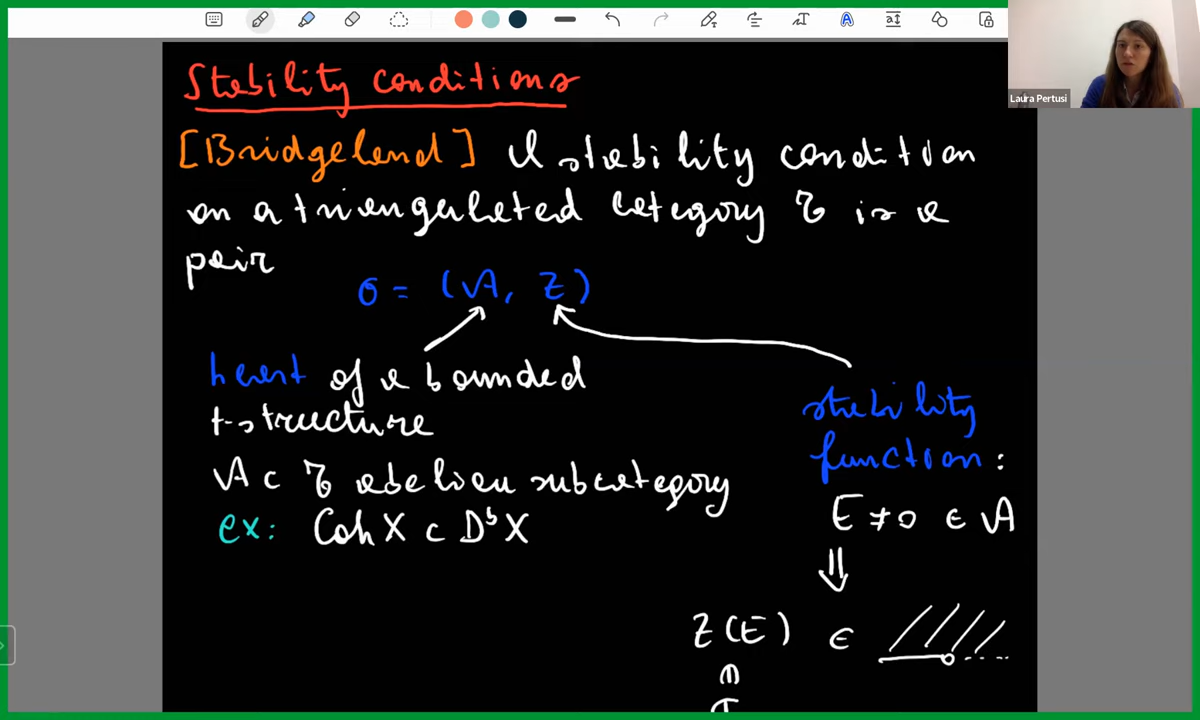 Laura Pertusi
Stability conditions
[Bridgeland] A stability condition
on a triangulated category τ is a
pair
σ = (A, Z)
heart of a bounded
t-structure
A ⊂ τ abelian subcategory
ex: Coh X ⊂ DᵇX
stability
function:
E ≠ 0 ∈ A
⇓
Z(E) ∈